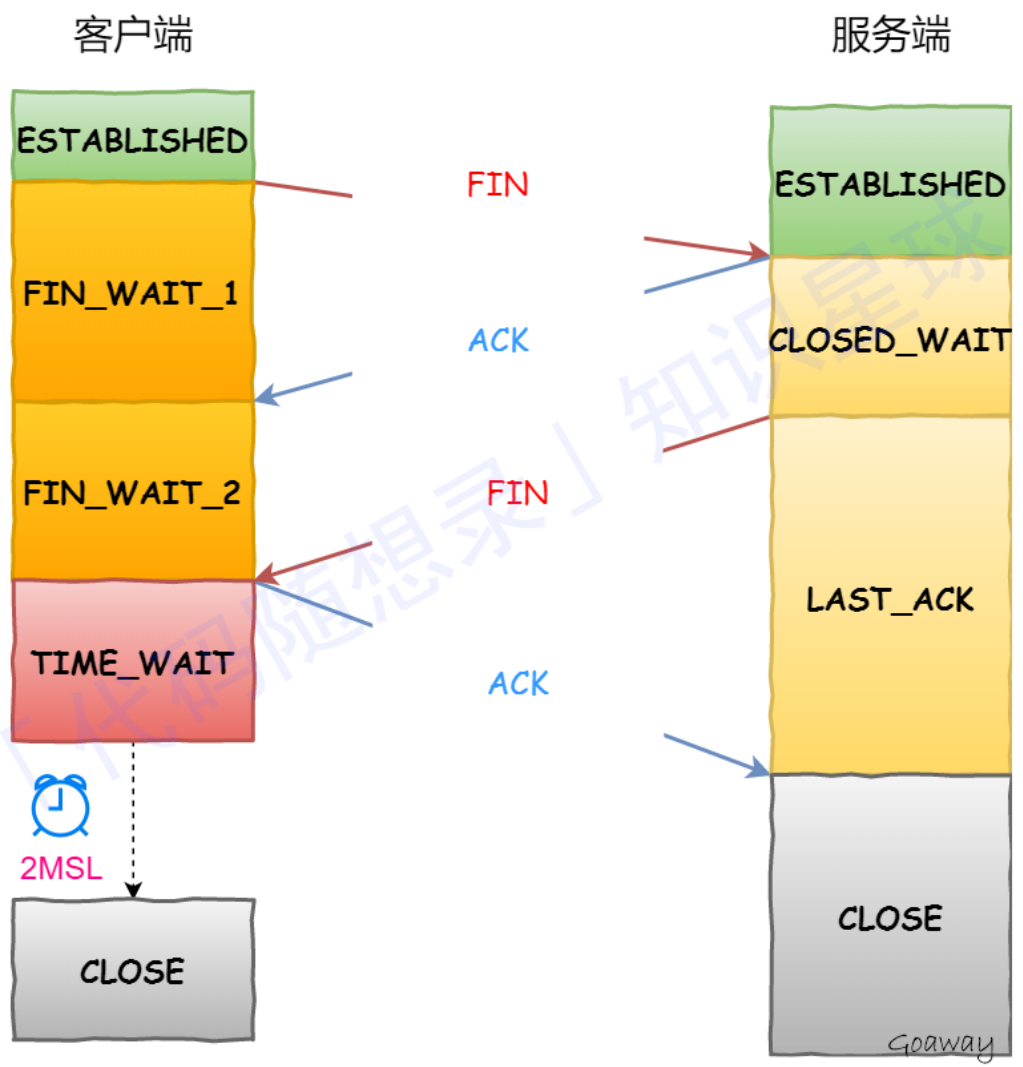 客户端
服务端
ESTABLISHED
ESTABLISHED
FIN
FIN_WAIT_1
ACK
CLOSED_WAIT
FIN_WAIT_2
FIN
LAST_ACK
TIME_WAIT
ACK
2MSL
CLOSE
CLOSE
Goaway
「代码随想录」知识星球